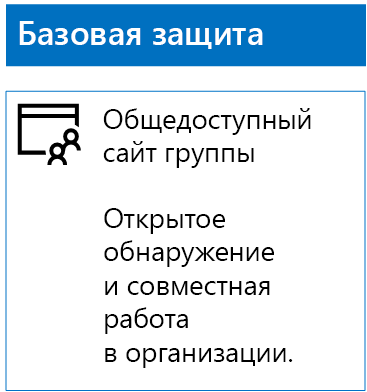 Базовая защита
Общедоступный
сайт группы
Открытое
обнаружение
и совместная
работа
в организации.